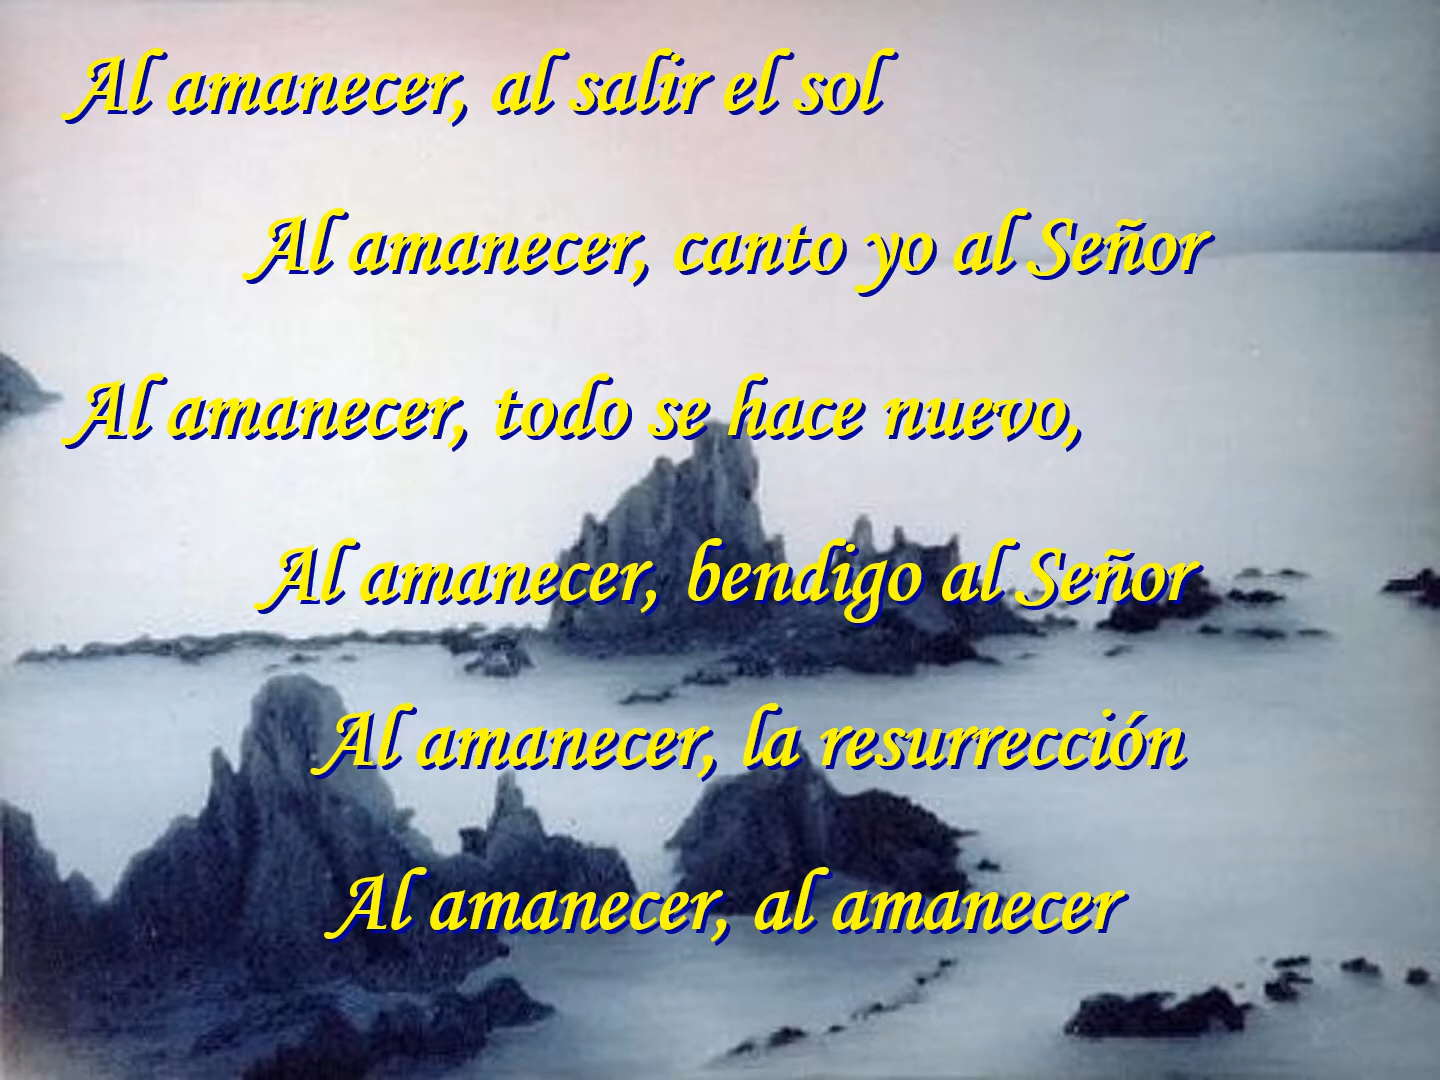 Al amanecer, al salir el sol
Al amanecer, canto yo al Señor
Al amanecer, todo se hace nuevo,
Al amanecer, bendigo al Señor
Al amanecer, la resurrección
Al amanecer, al amanecer